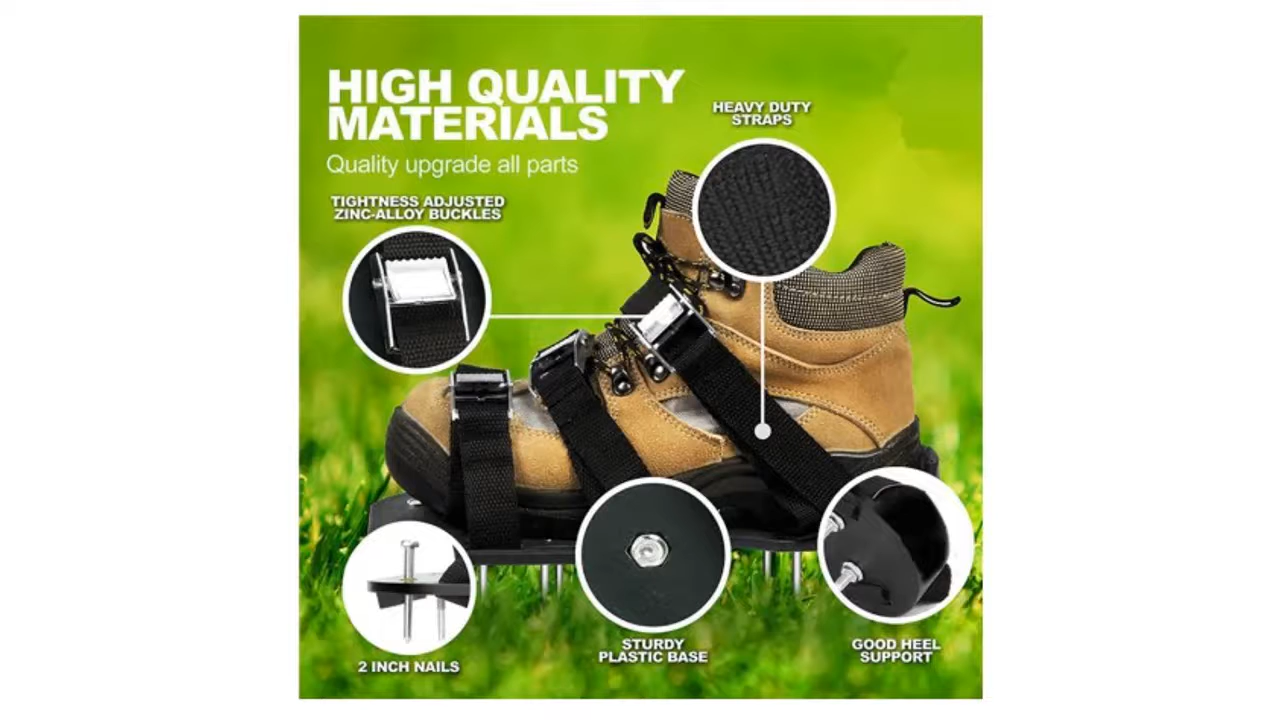 HIGH QUALITY
MATERIALS
Quality upgrade all parts
HEAVY DUTY
STRAPS
TIGHTNESS ADJUSTED
ZINC-ALLOY BUCKLES
2 INCH NAILS
STURDY
PLASTIC BASE
GOOD HEEL
SUPPORT